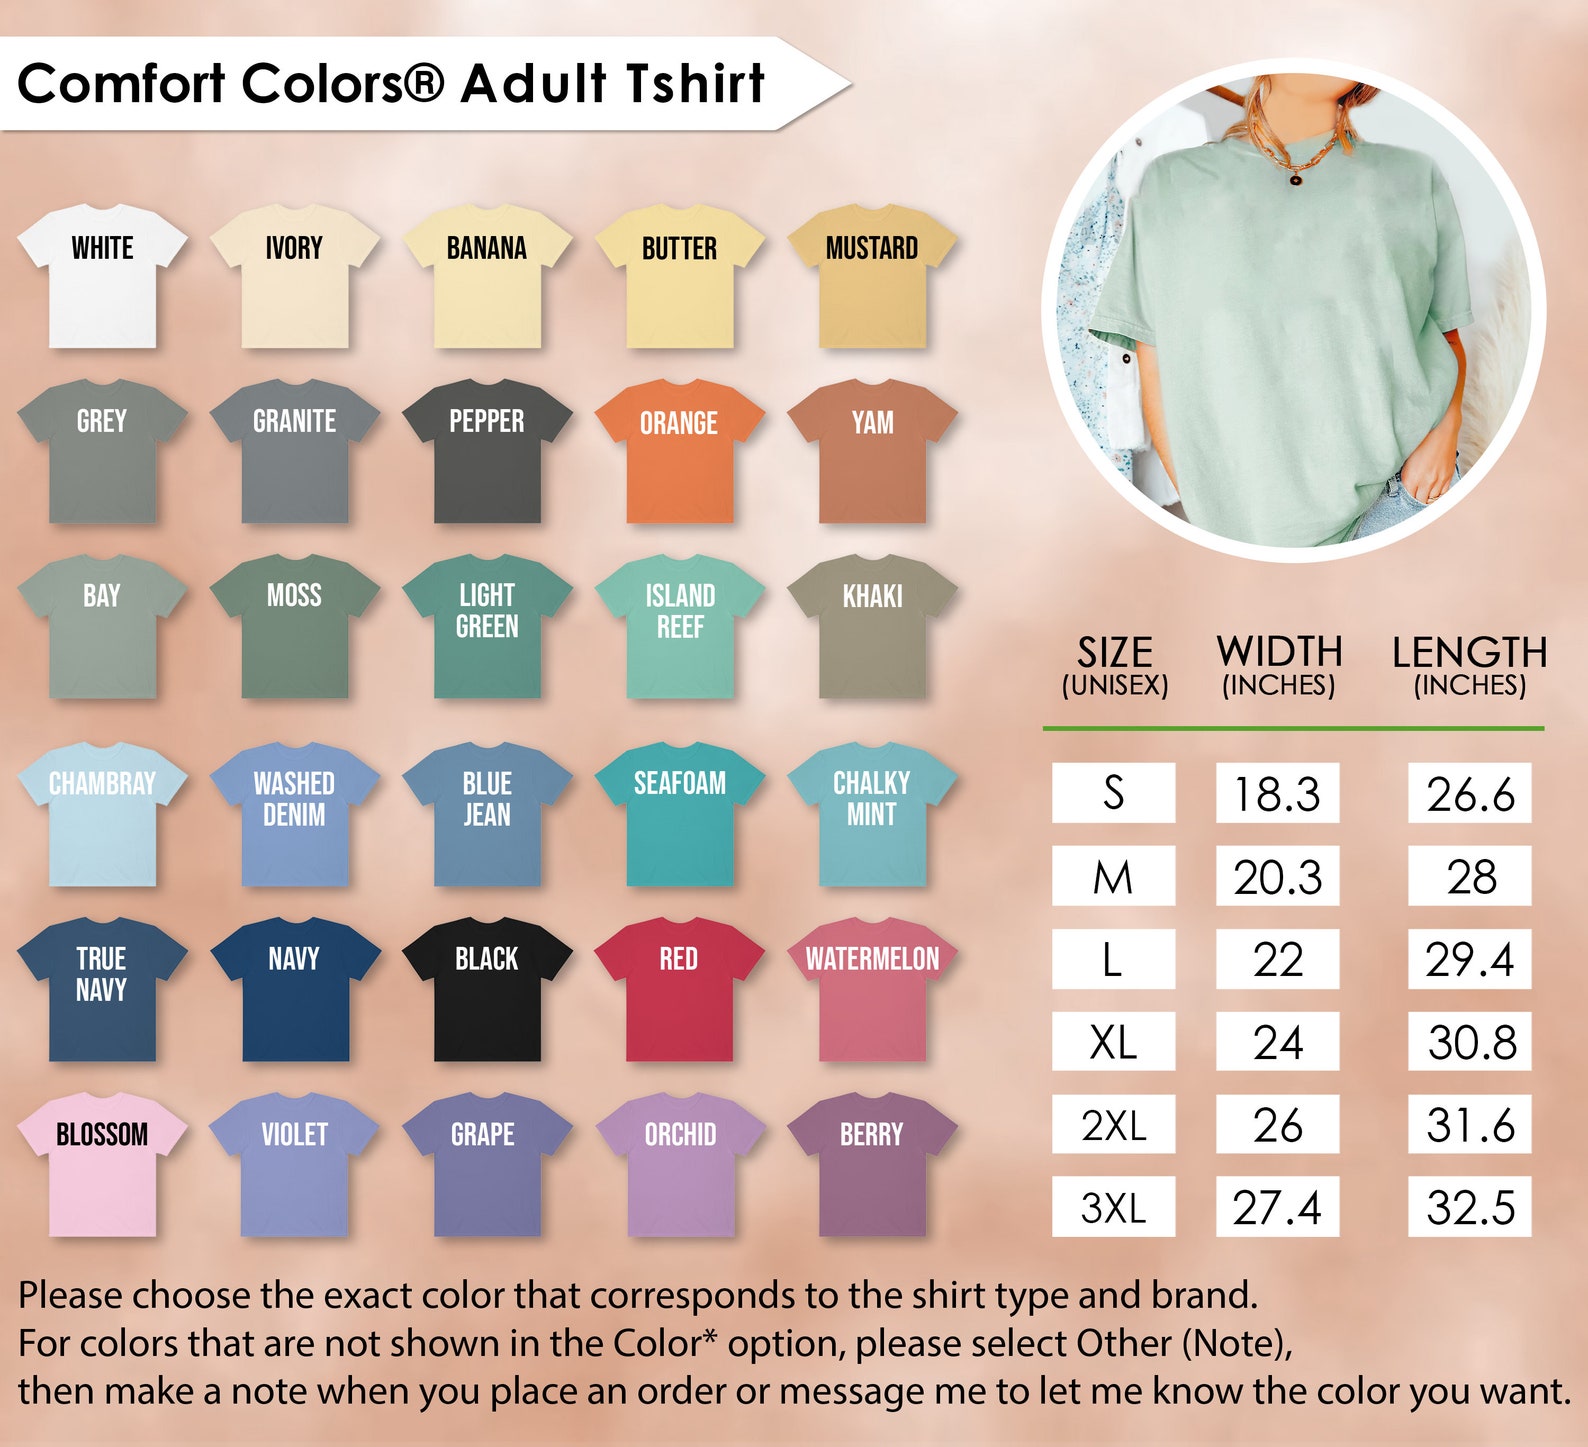 Comfort Colors® Adult Tshirt
WHITE
IVORY
BANANA
BUTTER
MUSTARD
GREY
GRANITE
PEPPER
ORANGE
YAM
BAY
MOSS
LIGHT
GREEN
ISLAND
REEF
KHAKI
CHAMBRAY
WASHED
DENIM
BLUE
JEAN
SEAFOAM
CHALKY
MINT
TRUE
NAVY
NAVY
BLACK
RED
WATERMELON
BLOSSOM
VIOLET
GRAPE
ORCHID
BERRY
SIZE WIDTH LENGTH
(UNISEX) (INCHES) (INCHES)
S 18.3 26.6
M 20.3 28
L 22 29.4
XL 24 30.8
2XL 26 31.6
3XL 27.4 32.5
Please choose the exact color that corresponds to the shirt type and brand.
For colors that are not shown in the Color* option, please select Other (Note),
then make a note when you place an order or message me to let me know the color you want.